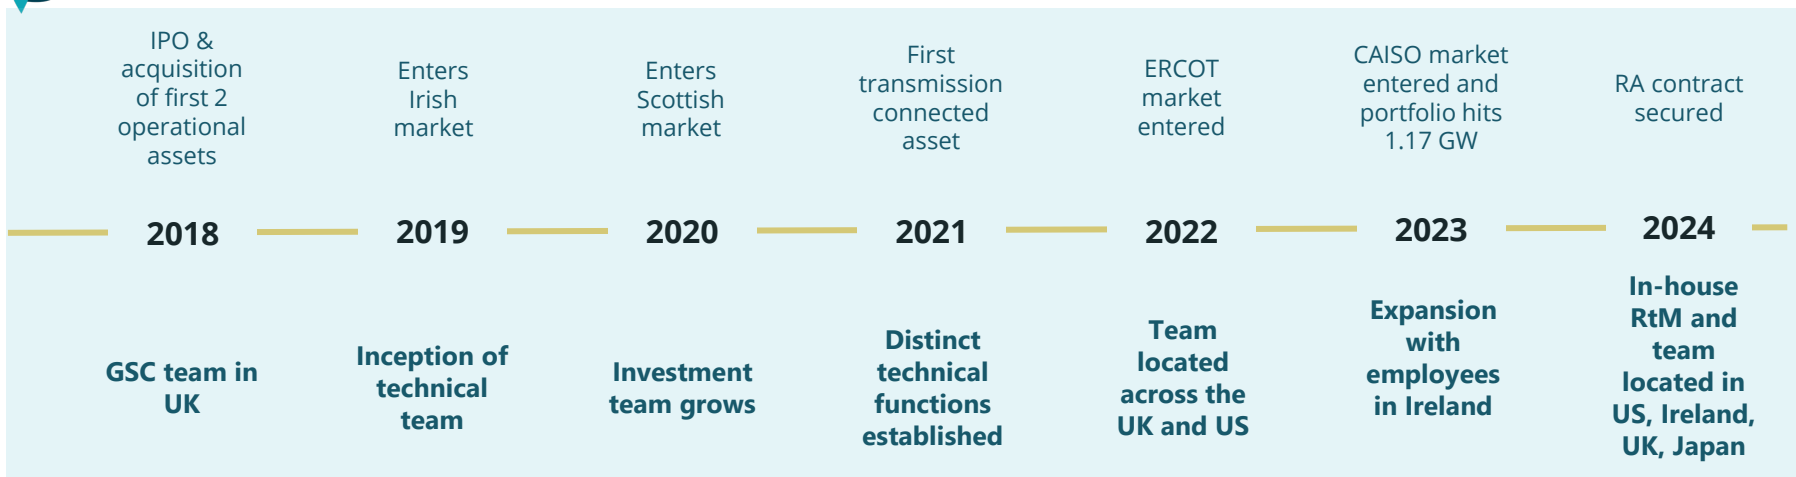 IPO &
acquisition
of first 2
operational
assets
Enters
Irish
market
Enters
Scottish
market
First
transmission
connected
asset
ERCOT
market
entered
CAISO market
entered and
portfolio hits
1.17 GW
RA contract
secured
2018
2019
2020
2021
2022
2023
2024
GSC team in
UK
Inception of
technical
team
Investment
team grows
Distinct
technical
functions
established
Team
located
across the
UK and US
Expansion
with
employees
in Ireland
In-house
RtM and
team
located in
US, Ireland,
UK, Japan